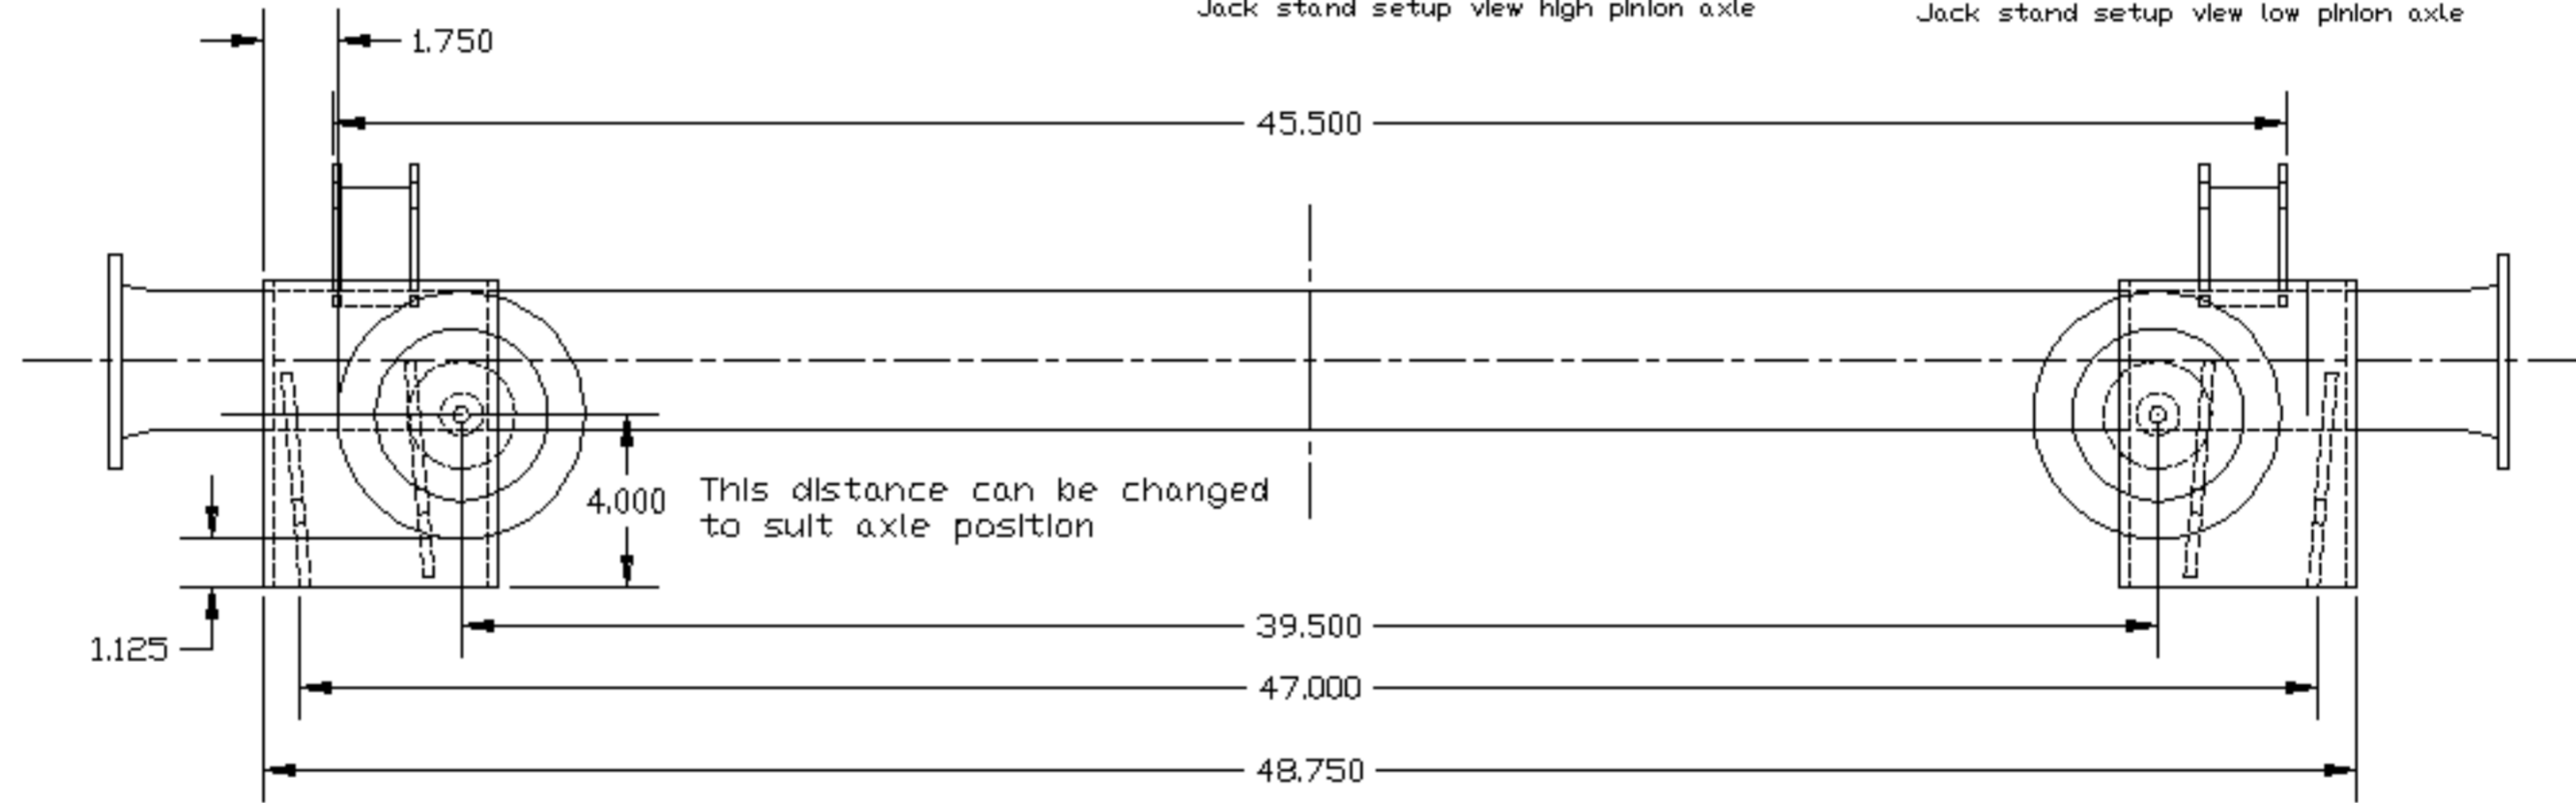 Jack stand setup view high pinion axle
Jack stand setup view low pinion axle
1.750
45.500
4.000
This distance can be changed
to suit axle position
39.500
1.125
47.000
48.750